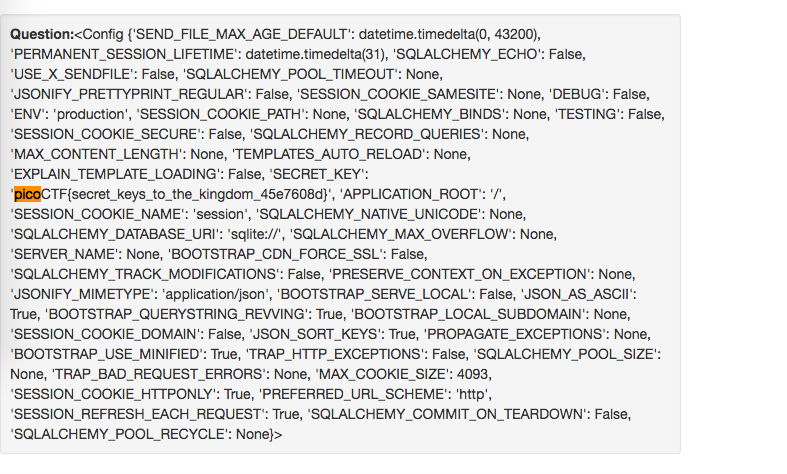 Question:<Config {'SEND_FILE_MAX_AGE_DEFAULT': datetime.timedelta(0, 43200),
'PERMANENT_SESSION_LIFETIME': datetime.timedelta(31), 'SQLALCHEMY_ECHO': False,
'USE_X_SENDFILE': False, 'SQLALCHEMY_POOL_TIMEOUT': None,
'JSONIFY_PRETTYPRINT_REGULAR': False, 'SESSION_COOKIE_SAMESITE': None, 'DEBUG': False,
'ENV': 'production', 'SESSION_COOKIE_PATH': None, 'SQLALCHEMY_BINDS': None, 'TESTING': False,
'SESSION_COOKIE_SECURE': False, 'SQLALCHEMY_RECORD_QUERIES': None,
'MAX_CONTENT_LENGTH': None, 'TEMPLATES_AUTO_RELOAD': None,
'EXPLAIN_TEMPLATE_LOADING': False, 'SECRET_KEY':
'picoCTF{secret_keys_to_the_kingdom_45e7608d}', 'APPLICATION_ROOT': '/',
'SESSION_COOKIE_NAME': 'session', 'SQLALCHEMY_NATIVE_UNICODE': None,
'SQLALCHEMY_DATABASE_URI': 'sqlite://', 'SQLALCHEMY_MAX_OVERFLOW': None,
'SERVER_NAME': None, 'BOOTSTRAP_CDN_FORCE_SSL': False,
'SQLALCHEMY_TRACK_MODIFICATIONS': False, 'PRESERVE_CONTEXT_ON_EXCEPTION': None,
'JSONIFY_MIMETYPE': 'application/json', 'BOOTSTRAP_SERVE_LOCAL': False, 'JSON_AS_ASCII':
True, 'BOOTSTRAP_QUERYSTRING_REVVING': True, 'BOOTSTRAP_LOCAL_SUBDOMAIN': None,
'SESSION_COOKIE_DOMAIN': False, 'JSON_SORT_KEYS': True, 'PROPAGATE_EXCEPTIONS': None,
'BOOTSTRAP_USE_MINIFIED': True, 'TRAP_HTTP_EXCEPTIONS': False, 'SQLALCHEMY_POOL_SIZE':
None, 'TRAP_BAD_REQUEST_ERRORS': None, 'MAX_COOKIE_SIZE': 4093,
'SESSION_COOKIE_HTTPONLY': True, 'PREFERRED_URL_SCHEME': 'http',
'SESSION_REFRESH_EACH_REQUEST': True, 'SQLALCHEMY_COMMIT_ON_TEARDOWN': False,
'SQLALCHEMY_POOL_RECYCLE': None}>